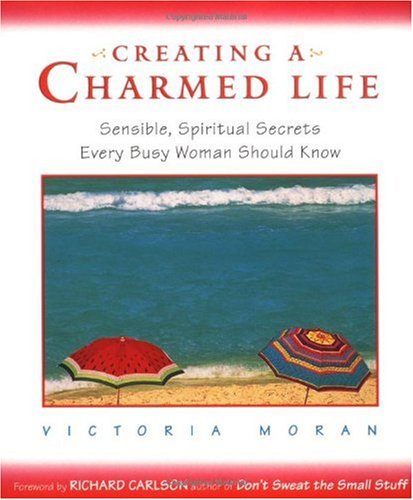 CREATING A
CHARMED LIFE
Sensible, Spiritual Secrets
Every Busy Woman Should Know
VICTORIA MORAN
Foreword by RICHARD CARLSON author of Don't Sweat the Small Stuff